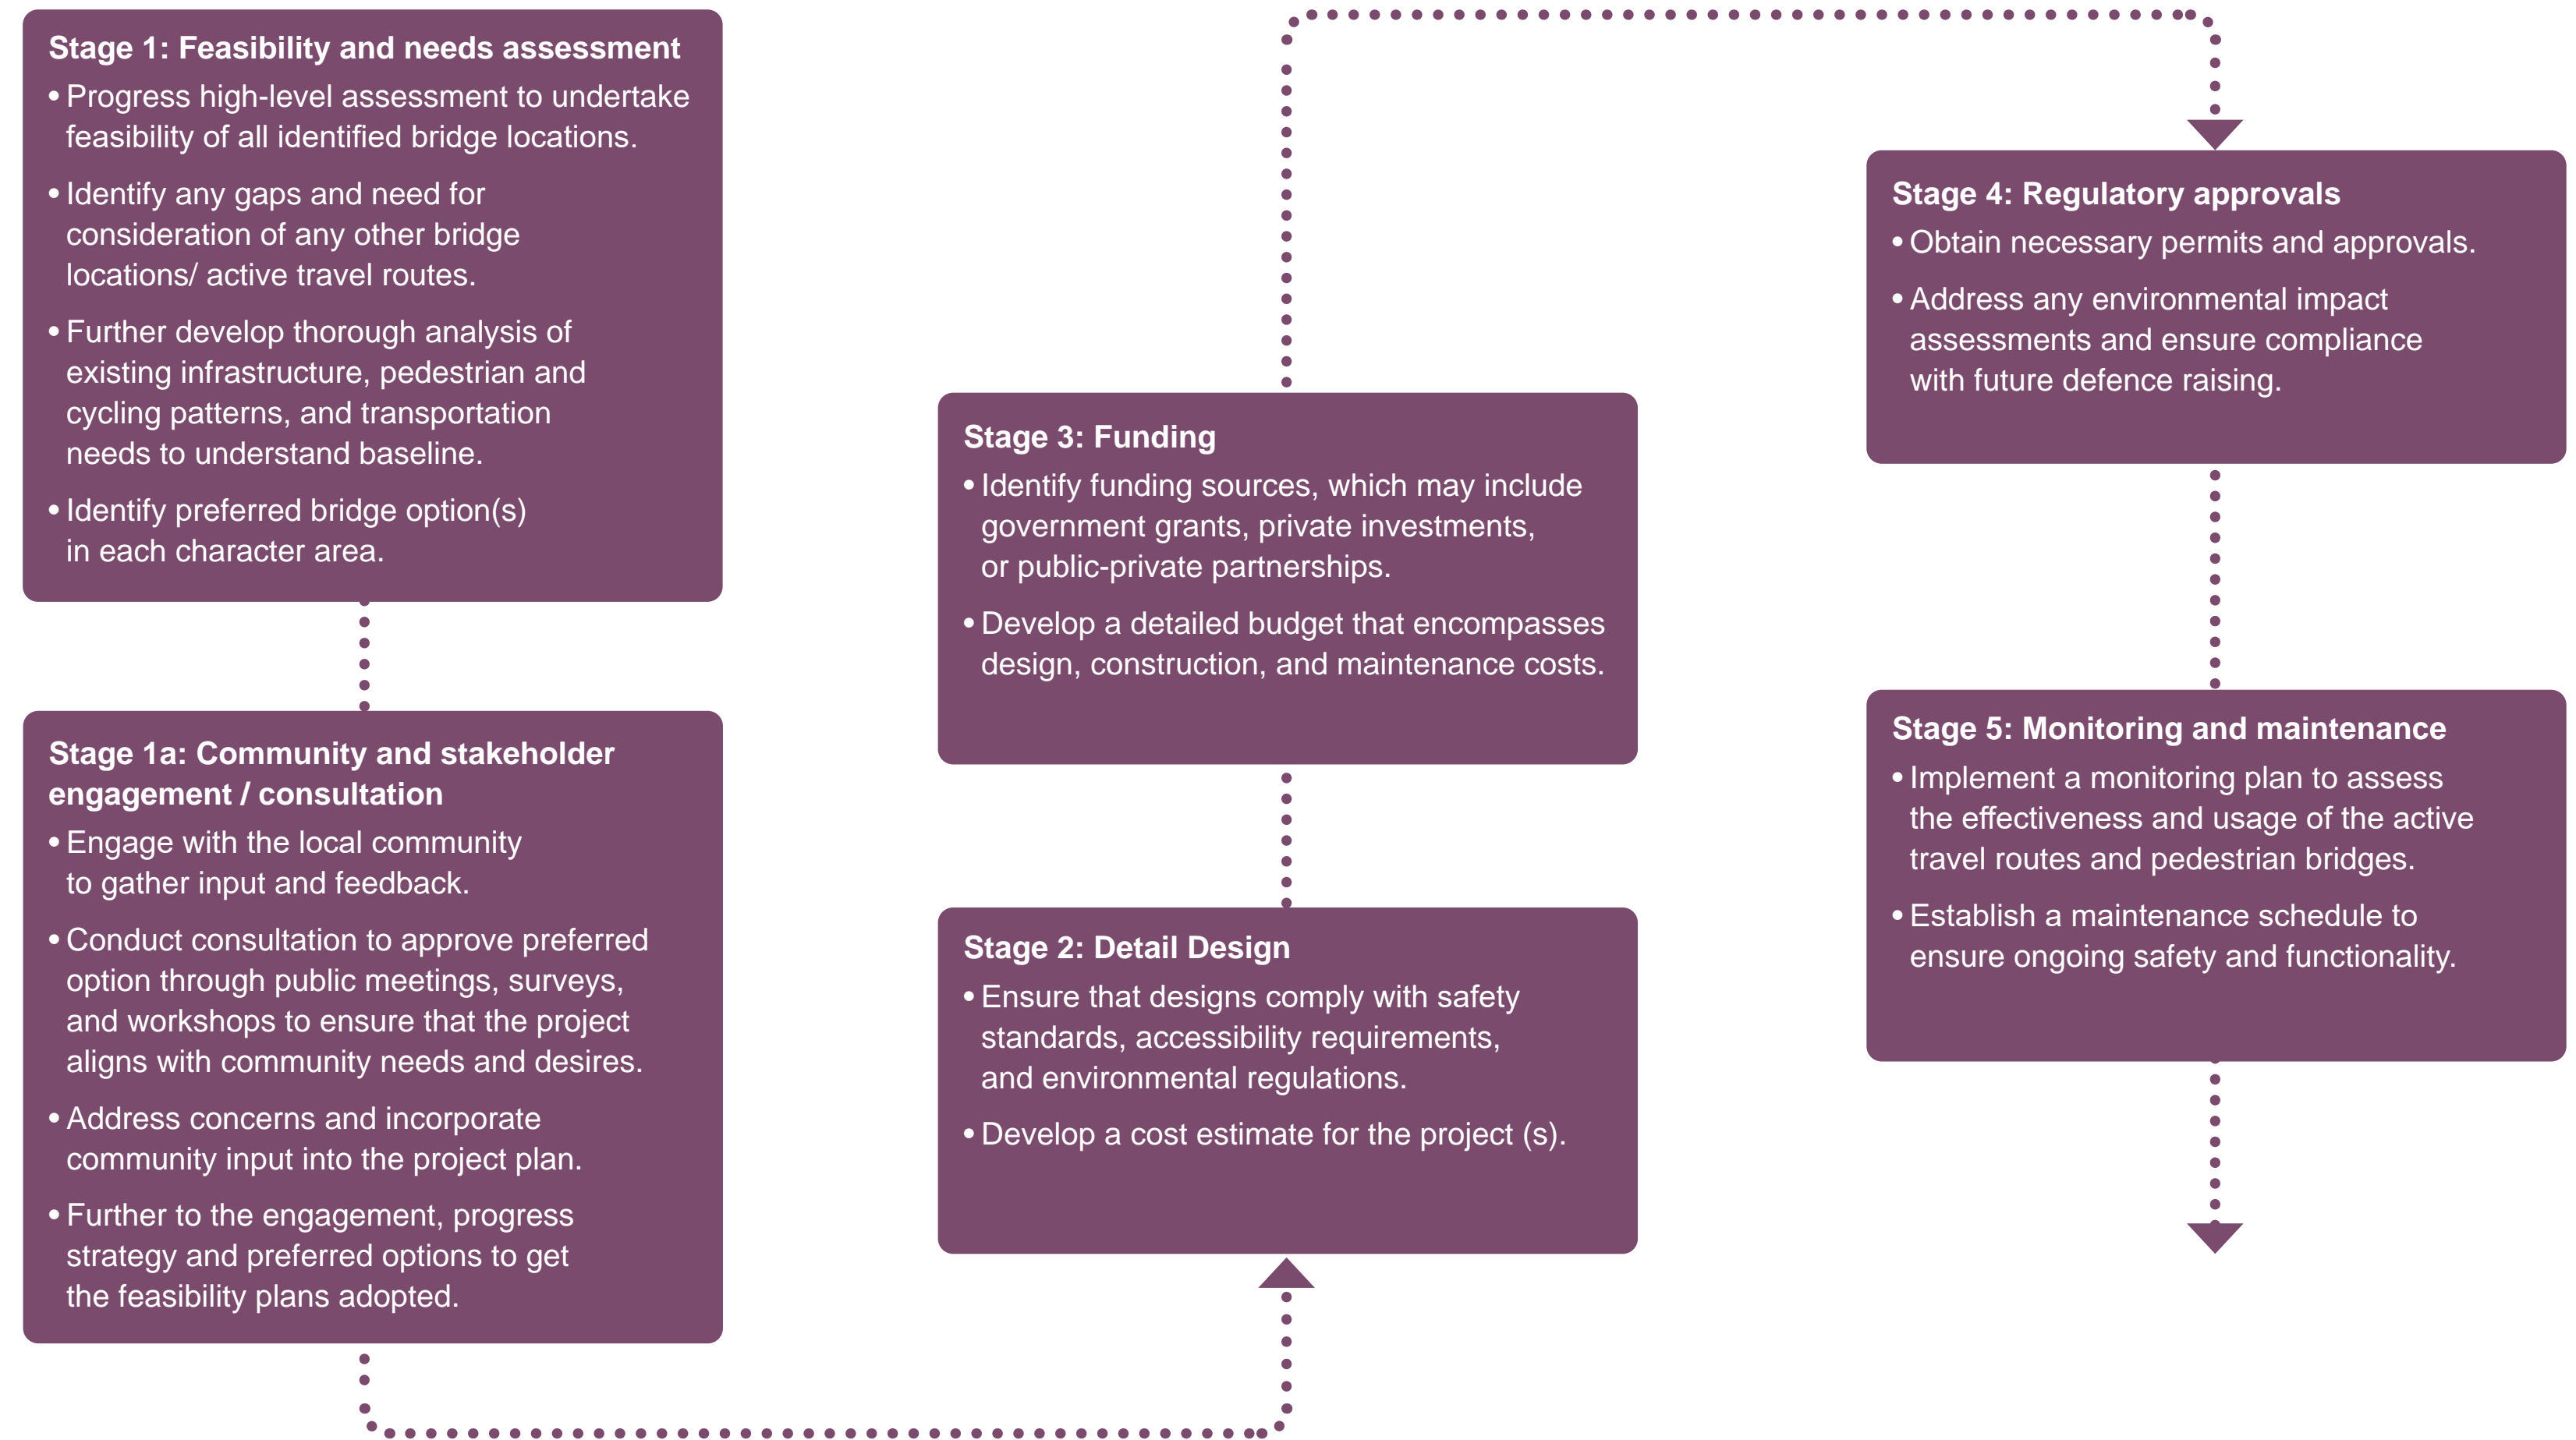 Stage 1: Feasibility and needs assessment
• Progress high-level assessment to undertake
feasibility of all identified bridge locations.
• Identify any gaps and need for
consideration of any other bridge
locations/ active travel routes.
• Further develop thorough analysis of
existing infrastructure, pedestrian and
cycling patterns, and transportation
needs to understand baseline.
• Identify preferred bridge option(s)
in each character area.
Stage 1a: Community and stakeholder
engagement / consultation
• Engage with the local community
to gather input and feedback.
• Conduct consultation to approve preferred
option through public meetings, surveys,
and workshops to ensure that the project
aligns with community needs and desires.
• Address concerns and incorporate
community input into the project plan.
• Further to the engagement, progress
strategy and preferred options to get
the feasibility plans adopted.
Stage 2: Detail Design
• Ensure that designs comply with safety
standards, accessibility requirements,
and environmental regulations.
• Develop a cost estimate for the project (s).
Stage 3: Funding
• Identify funding sources, which may include
government grants, private investments,
or public-private partnerships.
• Develop a detailed budget that encompasses
design, construction, and maintenance costs.
Stage 4: Regulatory approvals
• Obtain necessary permits and approvals.
• Address any environmental impact
assessments and ensure compliance
with future defence raising.
Stage 5: Monitoring and maintenance
• Implement a monitoring plan to assess
the effectiveness and usage of the active
travel routes and pedestrian bridges.
• Establish a maintenance schedule to
ensure ongoing safety and functionality.